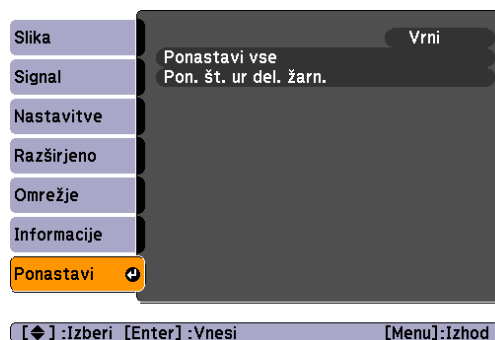 Slika
Signal
Nastavitve
Razširjeno
Omrežje
Informacije
Ponastavi
Vrni
Ponastavi vse
Pon. št. ur del. žarn.
[◆] :Izberi [Enter] :Vnesi [Menu]:Izhod